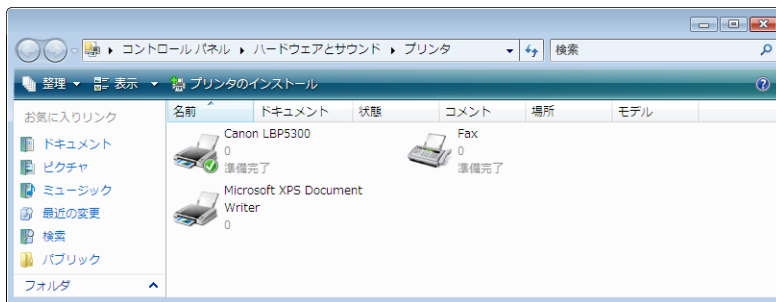 コントロール パネル ▸ ハードウェアとサウンド ▸ プリンタ 検索
整理 表示 プリンタのインストール
お気に入りリンク
ドキュメント
ピクチャ
ミュージック
最近の変更
検索
パブリック
フォルダ
名前 ドキュメント 状態 コメント 場所 モデル
Canon LBP5300
0
準備完了
Fax
0
準備完了
Microsoft XPS Document
Writer
0